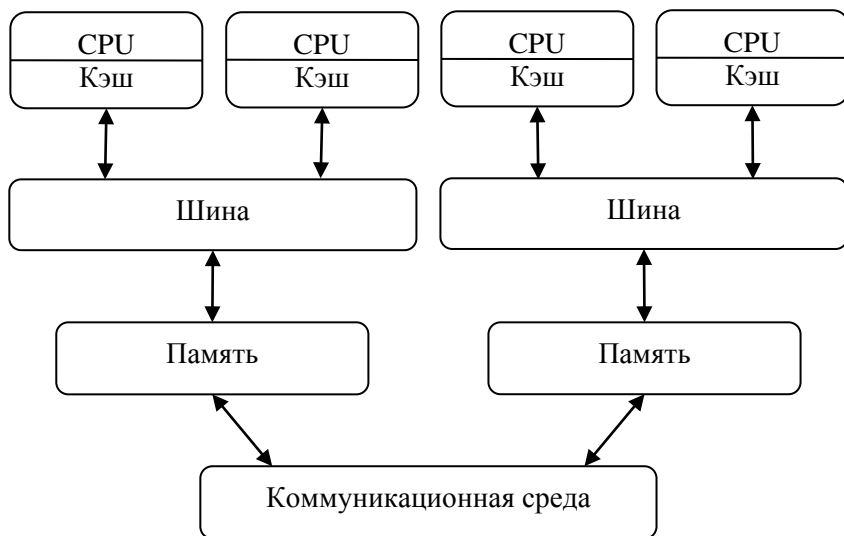 CPU
Кэш
CPU
Кэш
CPU
Кэш
CPU
Кэш
Шина
Шина
Память
Память
Коммуникационная среда